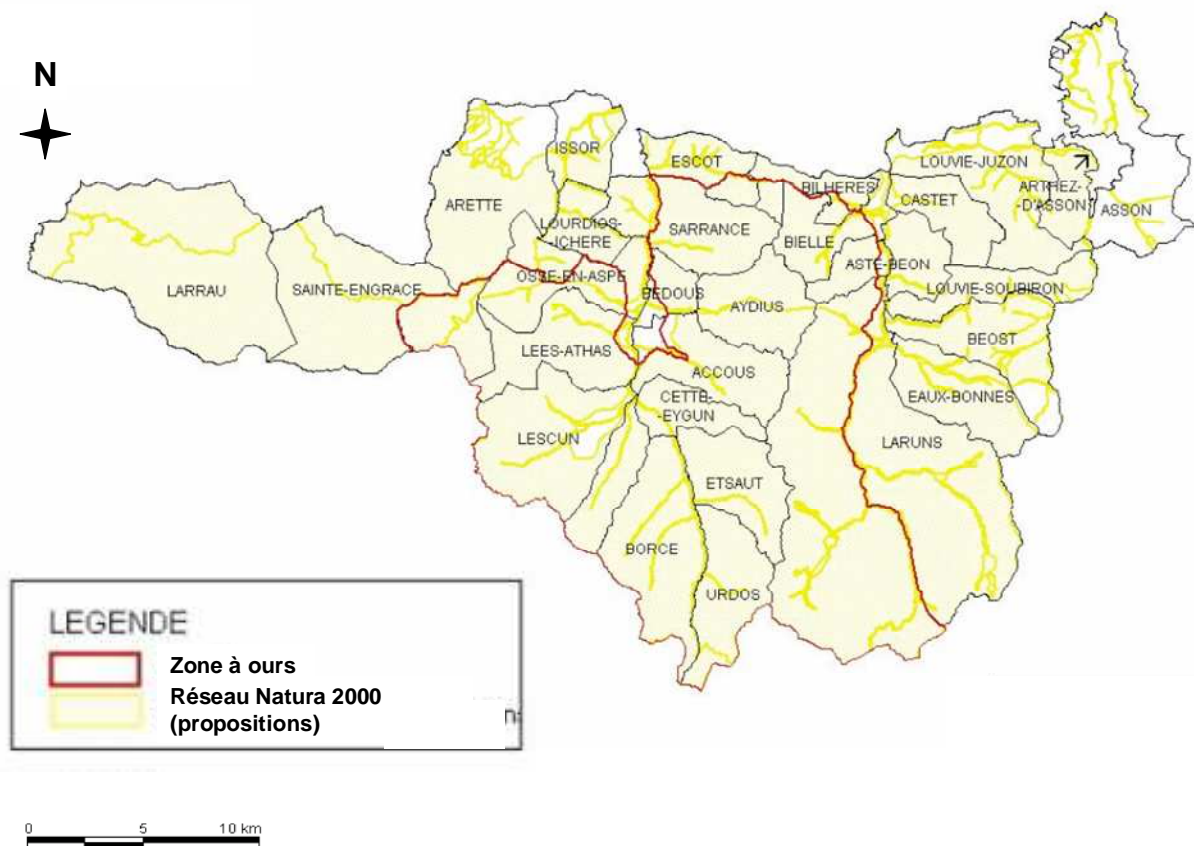 N
ISSOR
ESCOT
LOUVIE-JUZON
ARETTE
BILHERES
CASTET
ARTHEZ-
-D'ASSON
ASSON
LOURDIOS-
-ICHERE
SARRANCE
BIELLE
ASTE-BEON
LARRAU
SAINTE-ENGRACE
OSSE-EN-ASPE
BEDOUS
AYDIUS
LOUVIE-SOUBIRON
BEOST
LEES-ATHAS
ACCOUS
CETTE-
-EYGUN
EAUX-BONNES
LESCUN
LARUNS
ETSAUT
BORCE
URDOS
LEGENDE
Zone à ours
Réseau Natura 2000
(propositions)
0 5 10 km